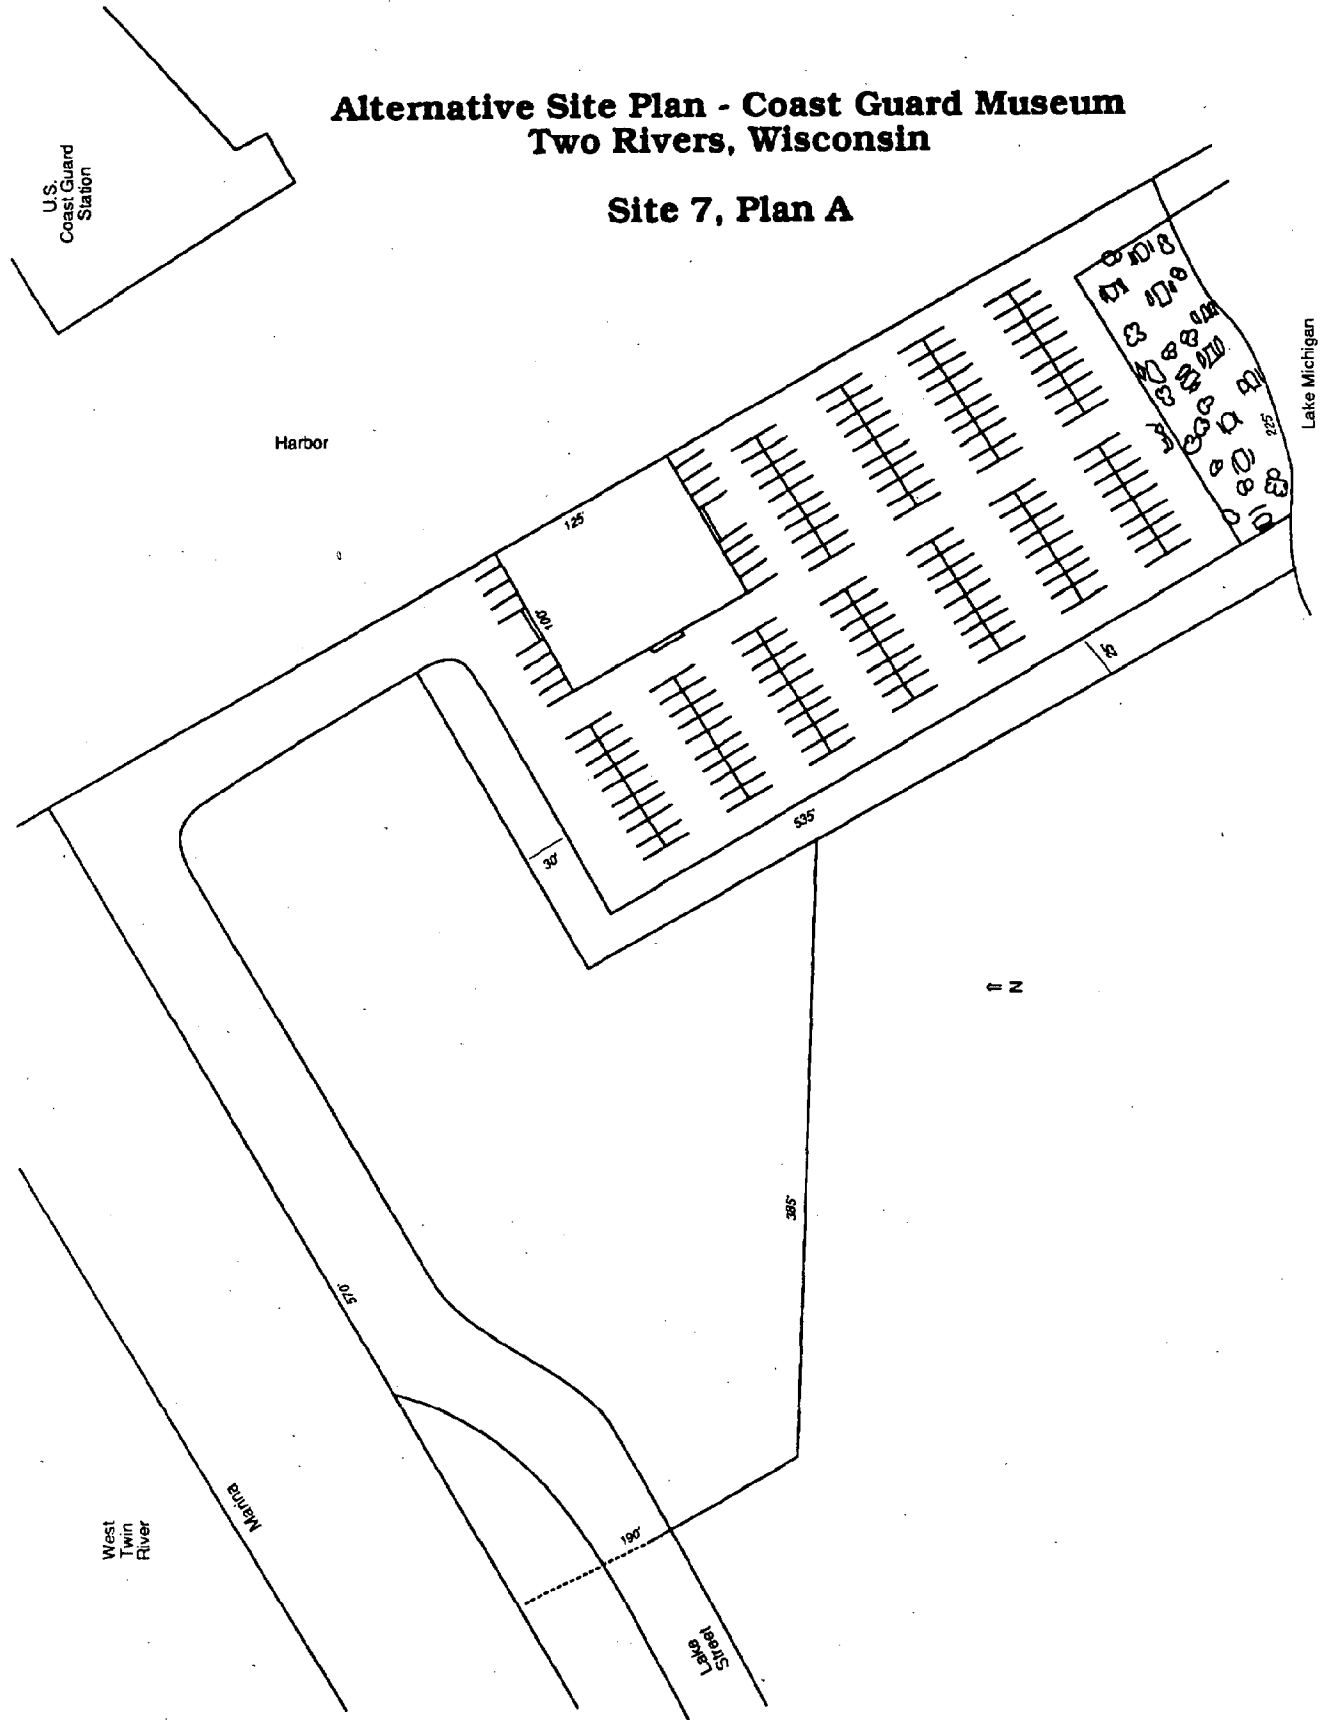 Alternative Site Plan - Coast Guard Museum
Two Rivers, Wisconsin
Site 7, Plan A
U.S.
Coast Guard
Station
Harbor
Lake Michigan
225'
125'
100'
25'
535'
30'
N
385'
570'
Marina
West
Twin
River
190'
Lake
Street